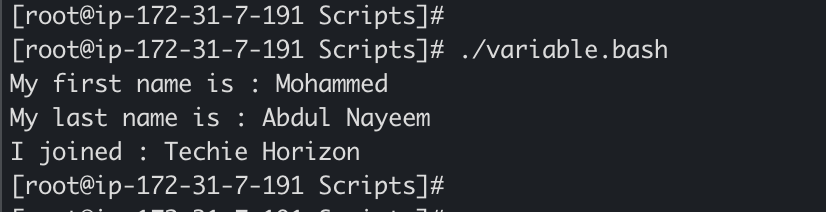 [root@ip-172-31-7-191 Scripts]#
[root@ip-172-31-7-191 Scripts]# ./variable.bash
My first name is : Mohammed
My last name is : Abdul Nayeem
I joined : Techie Horizon
[root@ip-172-31-7-191 Scripts]#